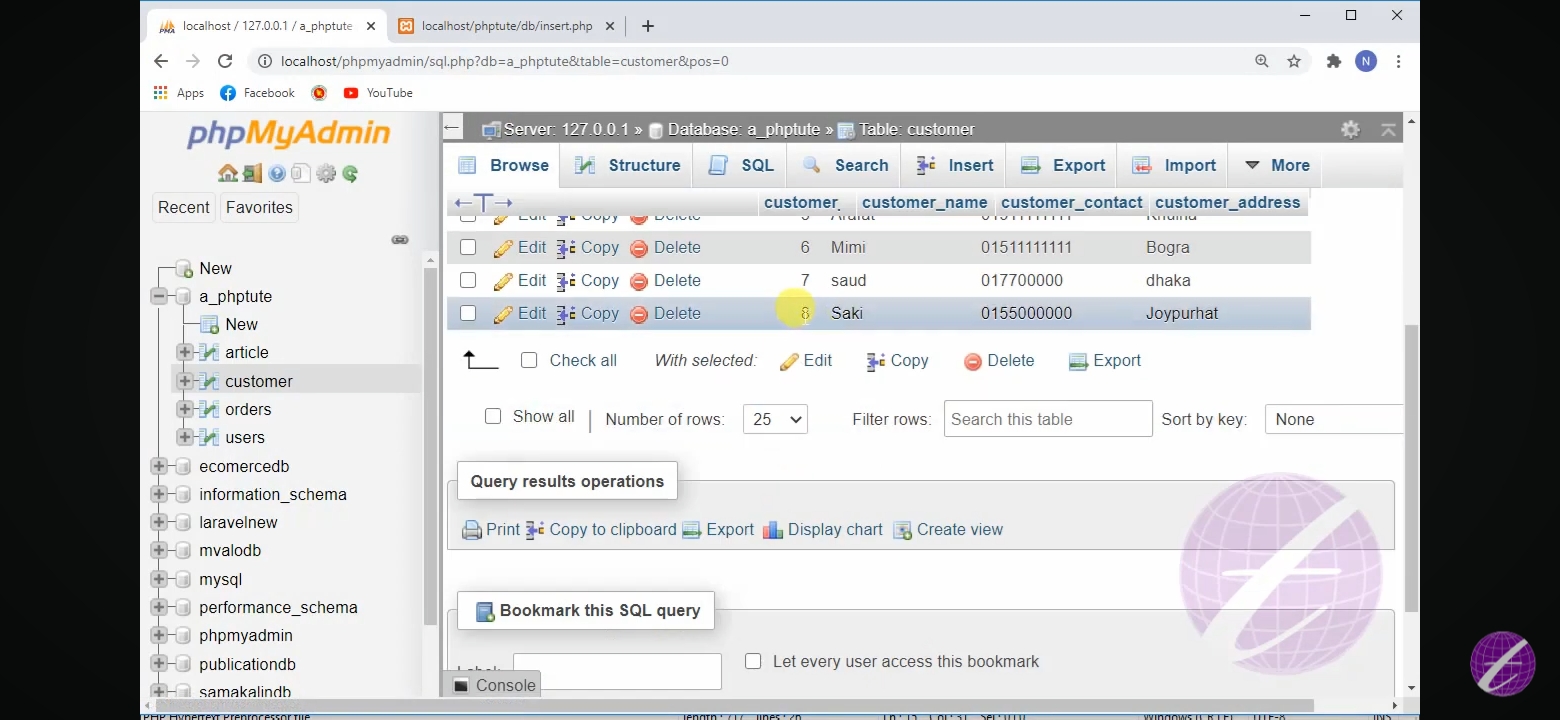 localhost / 127.0.0.1 / a_phptute
localhost/phptute/db/insert.php
localhost/phpmyadmin/sql.php?db=a_phptute&table=customer&pos=0
N
Apps Facebook YouTube
phpMyAdmin
Recent Favorites
New
a_phptute
New
article
customer
orders
users
ecomercedb
information_schema
laravelnew
mvalodb
mysql
performance_schema
phpmyadmin
publicationdb
samakalindb
Server: 127.0.0.1 » Database: a_phptute » Table: customer
Browse Structure SQL Search Insert Export Import More
customer_ customer_name customer_contact customer_address
Edit Copy Delete
Edit Copy Delete 6 Mimi 01511111111 Bogra
Edit Copy Delete 7 saud 017700000 dhaka
Edit Copy Delete 8 Saki 0155000000 Joypurhat
Check all With selected: Edit Copy Delete Export
Show all Number of rows: 25 Filter rows: Search this table Sort by key: None
Query results operations
Print Copy to clipboard Export Display chart Create view
Bookmark this SQL query
Let every user access this bookmark
Console